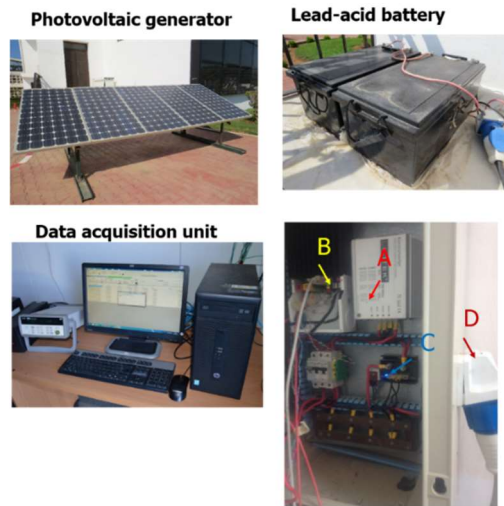 Photovoltaic generator
Lead-acid battery
Data acquisition unit
B
A
C
D